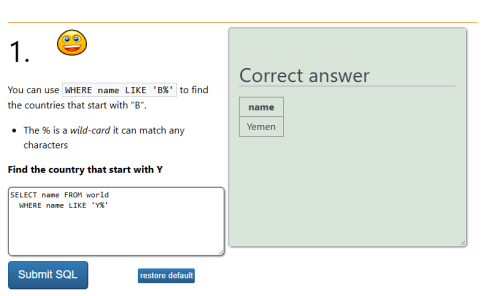 1.
You can use WHERE name LIKE 'B%' to find
the countries that start with "B".
• The % is a wild-card it can match any
characters
Find the country that start with Y
SELECT name FROM world
WHERE name LIKE 'Y%'
Submit SQL
restore default
Correct answer
name
Yemen